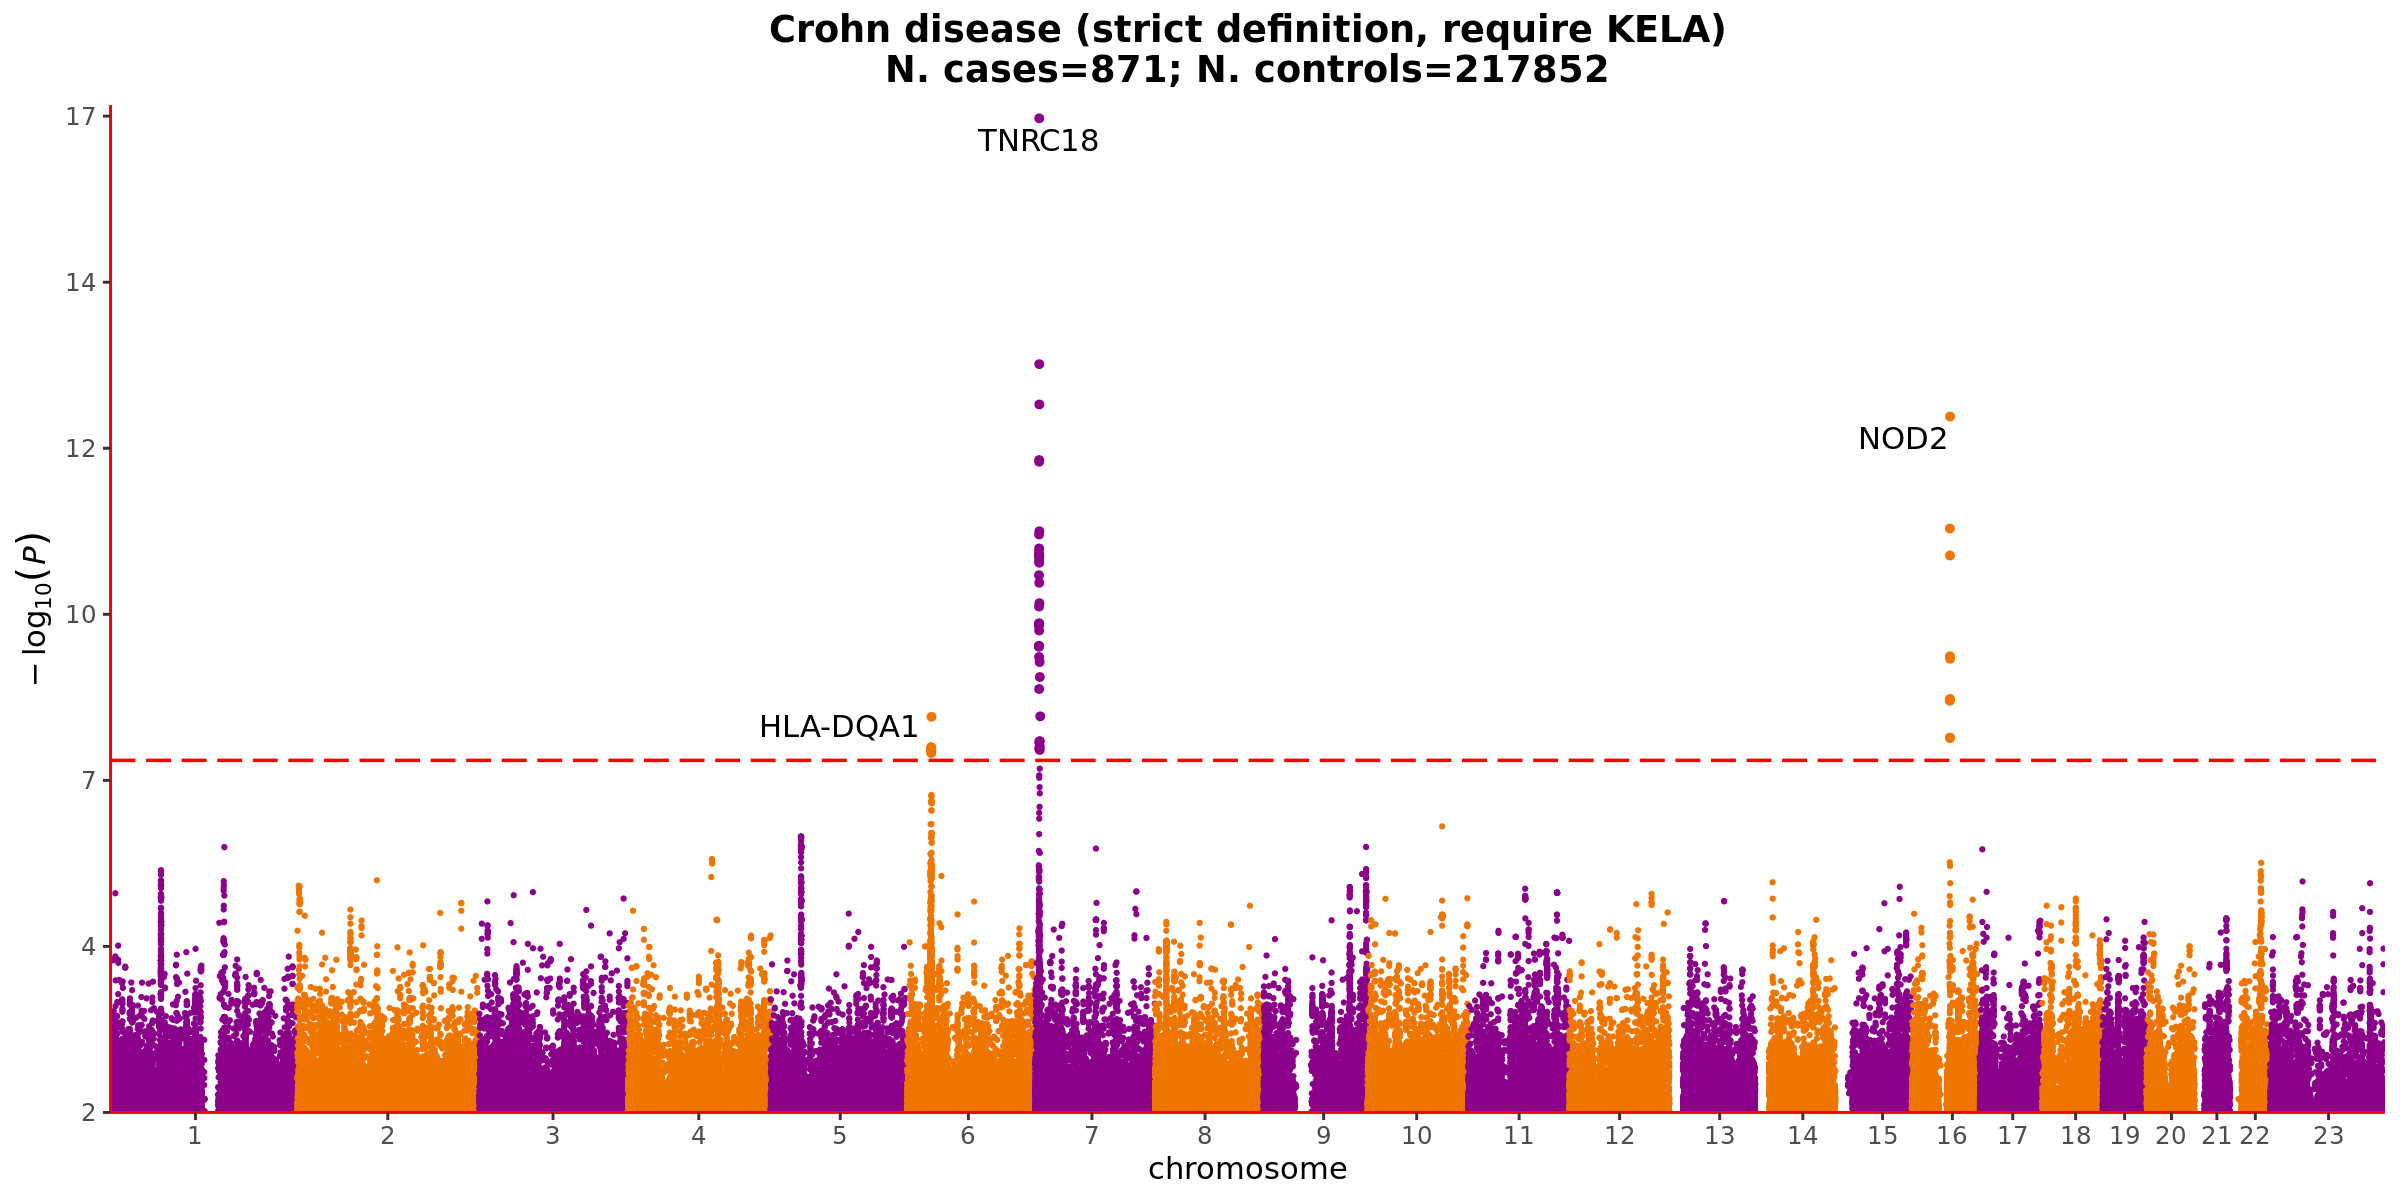 Crohn disease (strict definition, require KELA)
N. cases=871; N. controls=217852
17
TNRC18
14
12
NOD2
10
HLA-DQA1
7
4
2
−log₁₀(P)
1 2 3 4 5 6 7 8 9 10 11 12 13 14 15 16 17 18 19 20 21 22 23
chromosome